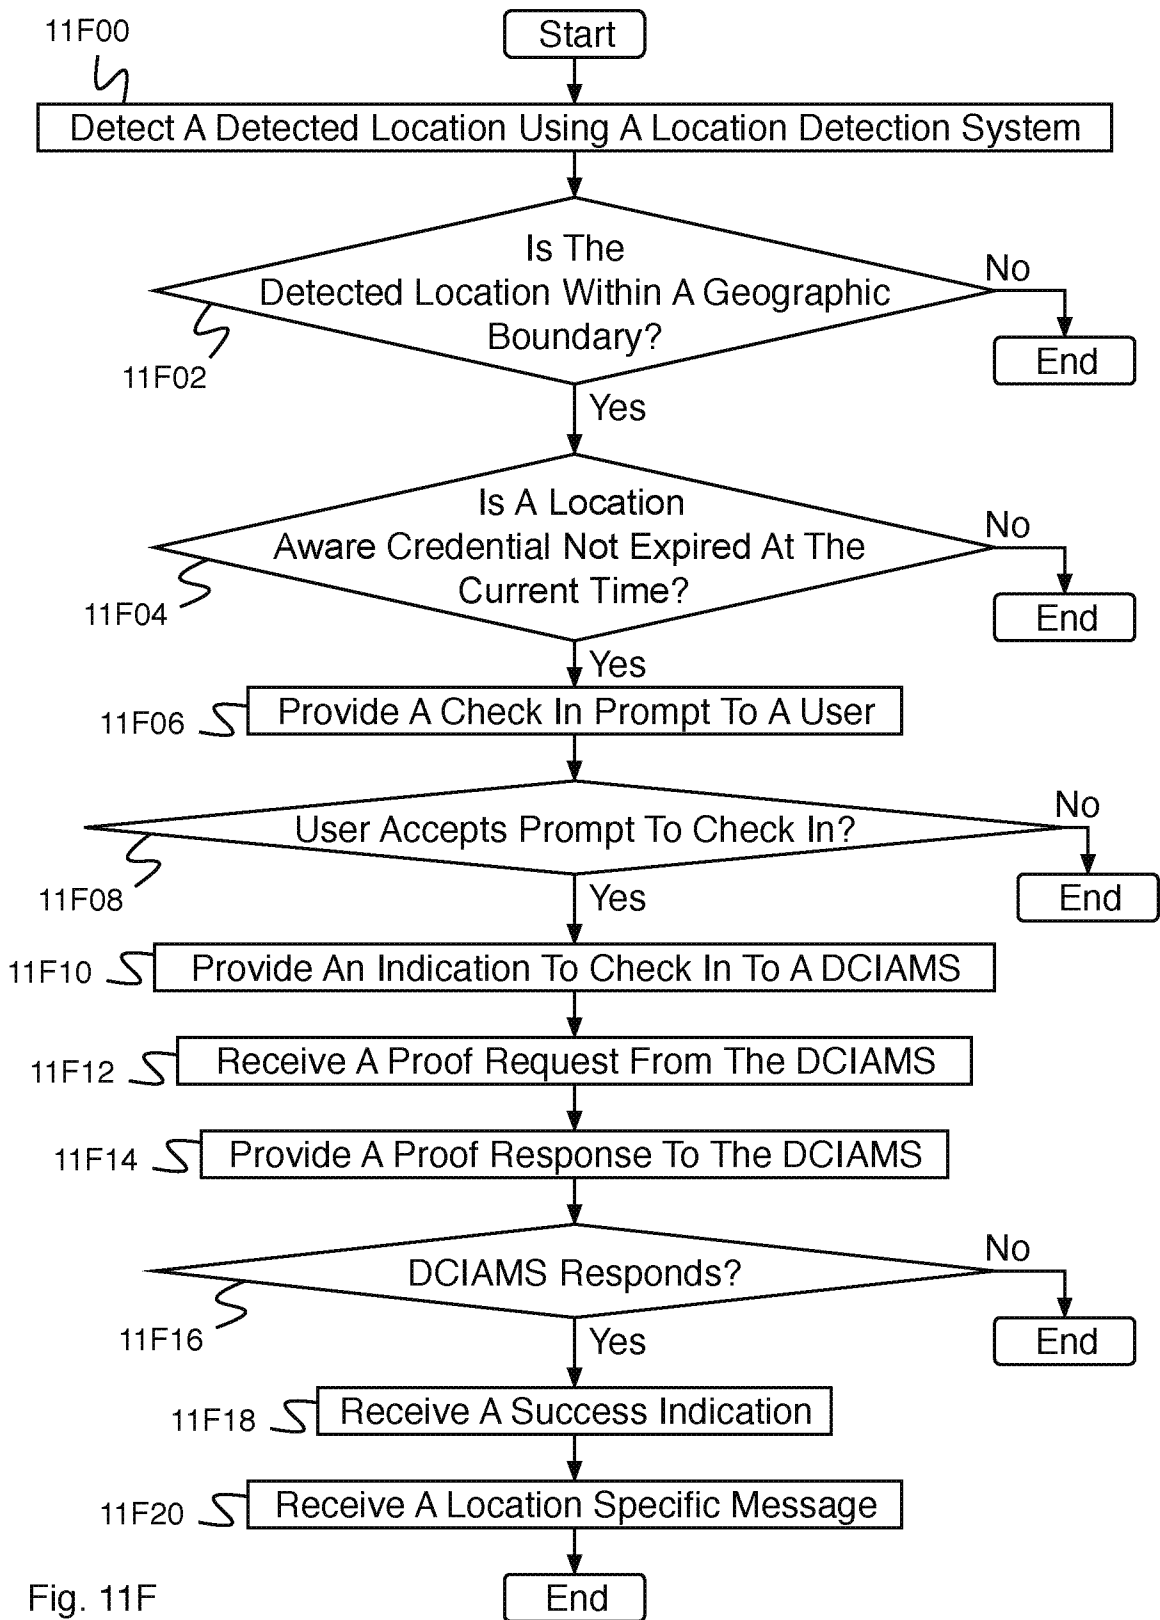 11F00
Start
Detect A Detected Location Using A Location Detection System
Is The
Detected Location Within A Geographic
Boundary?
No
End
11F02
Yes
Is A Location
Aware Credential Not Expired At The
Current Time?
No
End
11F04
Yes
11F06
Provide A Check In Prompt To A User
User Accepts Prompt To Check In?
No
End
11F08
Yes
11F10
Provide An Indication To Check In To A DCIAMS
11F12
Receive A Proof Request From The DCIAMS
11F14
Provide A Proof Response To The DCIAMS
DCIAMS Responds?
No
End
11F16
Yes
11F18
Receive A Success Indication
11F20
Receive A Location Specific Message
End
Fig. 11F